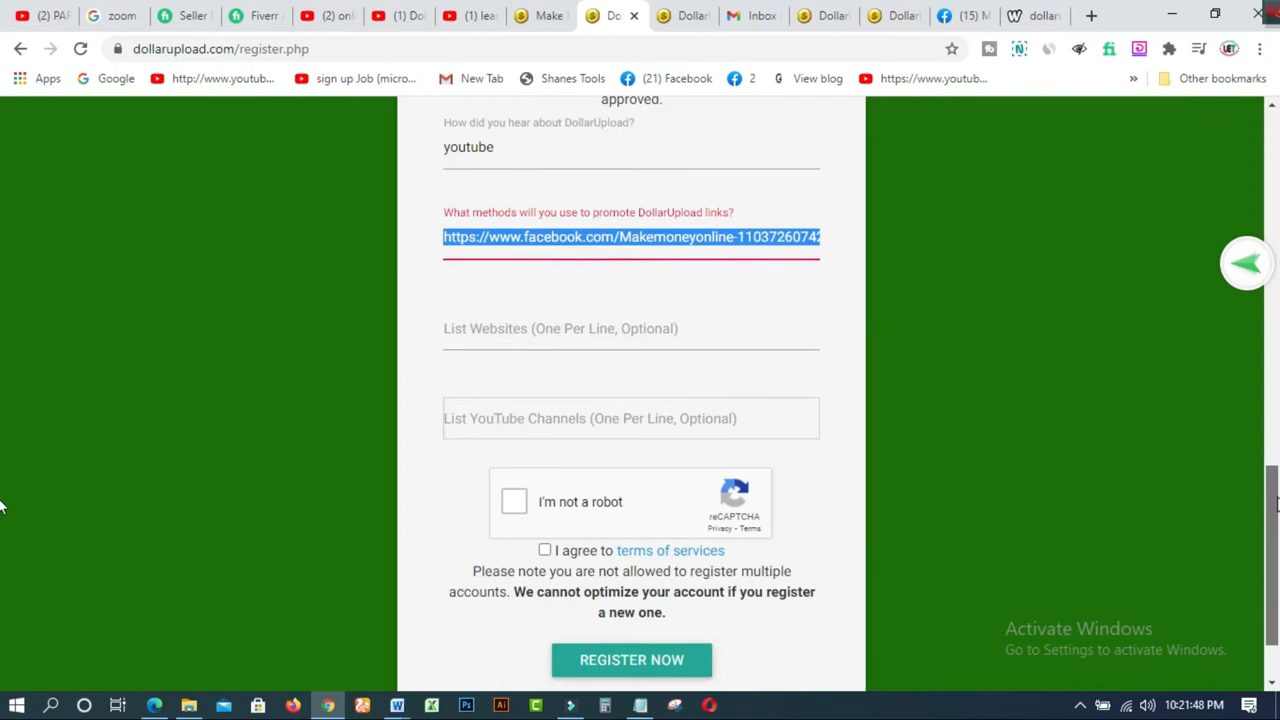 (2) PAF
zoom
Seller
Fiverr
(2) onl
(1) Dol
(1) lea
Make
Do
Dollar
Inbox
Dolla
Dollar
(15) M
dollaru
dollarupload.com/register.php
Apps
Google
http://www.youtub...
sign up Job (micro...
New Tab
Shanes Tools
(21) Facebook
2
View blog
https://www.youtub...
»
Other bookmarks
approved.
How did you hear about DollarUpload?
youtube
What methods will you use to promote DollarUpload links?
https://www.facebook.com/Makemoneyonline-11037260742
List Websites (One Per Line, Optional)
List YouTube Channels (One Per Line, Optional)
I'm not a robot
reCAPTCHA
Privacy - Terms
I agree to terms of services
Please note you are not allowed to register multiple
accounts. We cannot optimize your account if you register
a new one.
REGISTER NOW
Activate Windows
Go to Settings to activate Windows.
10:21:48 PM